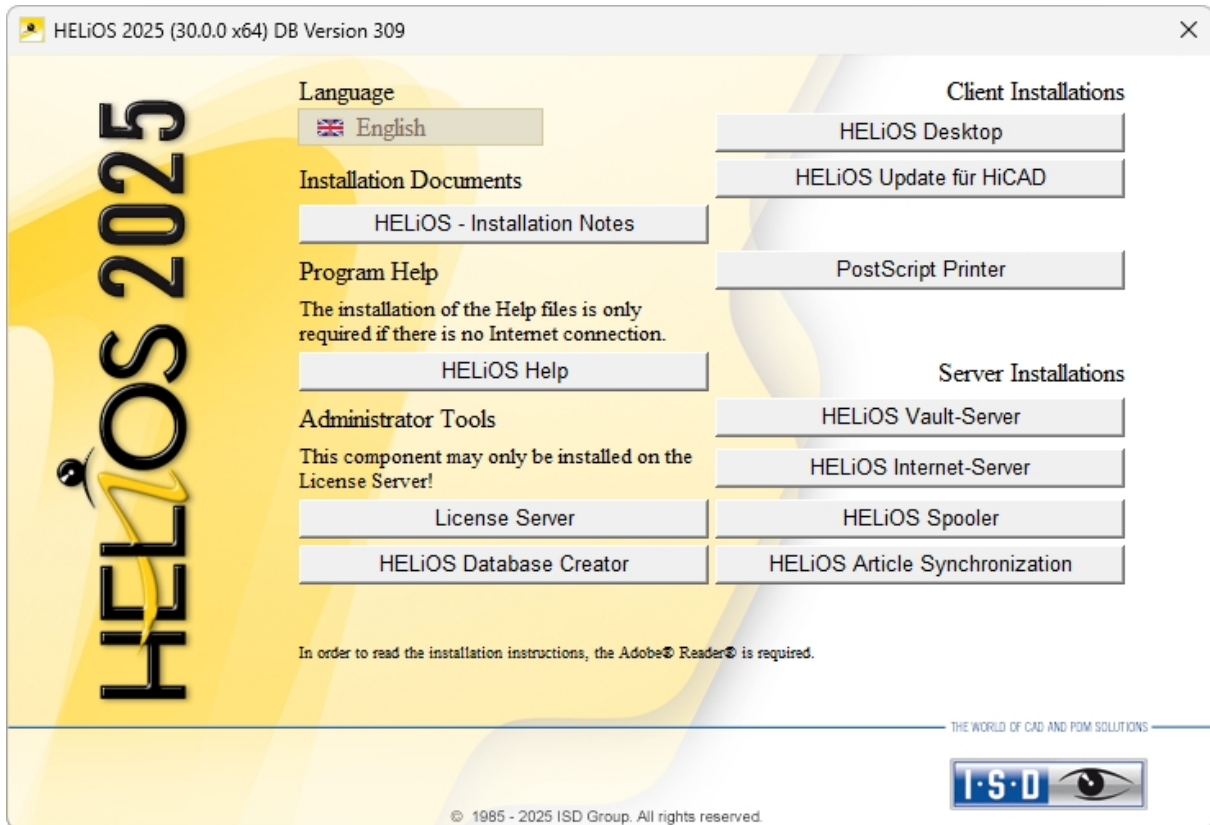 HELiOS 2025 (30.0.0 x64) DB Version 309
HELiOS 2025
Language
English
Installation Documents
HELiOS - Installation Notes
Program Help
The installation of the Help files is only
required if there is no Internet connection.
HELiOS Help
Administrator Tools
This component may only be installed on the
License Server!
License Server
HELiOS Database Creator
Client Installations
HELiOS Desktop
HELiOS Update für HiCAD
PostScript Printer
Server Installations
HELiOS Vault-Server
HELiOS Internet-Server
HELiOS Spooler
HELiOS Article Synchronization
In order to read the installation instructions, the Adobe® Reader® is required.
THE WORLD OF CAD AND PDM SOLUTIONS
I·S·D
© 1985 - 2025 ISD Group. All rights reserved.